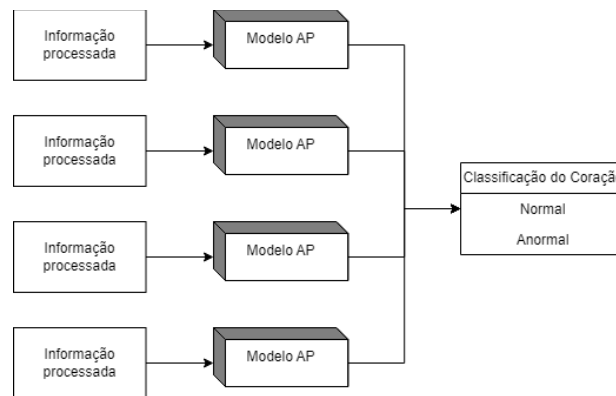 Informação
processada
Modelo AP
Informação
processada
Modelo AP
Classificação do Coraçã
Normal
Anormal
Informação
processada
Modelo AP
Informação
processada
Modelo AP